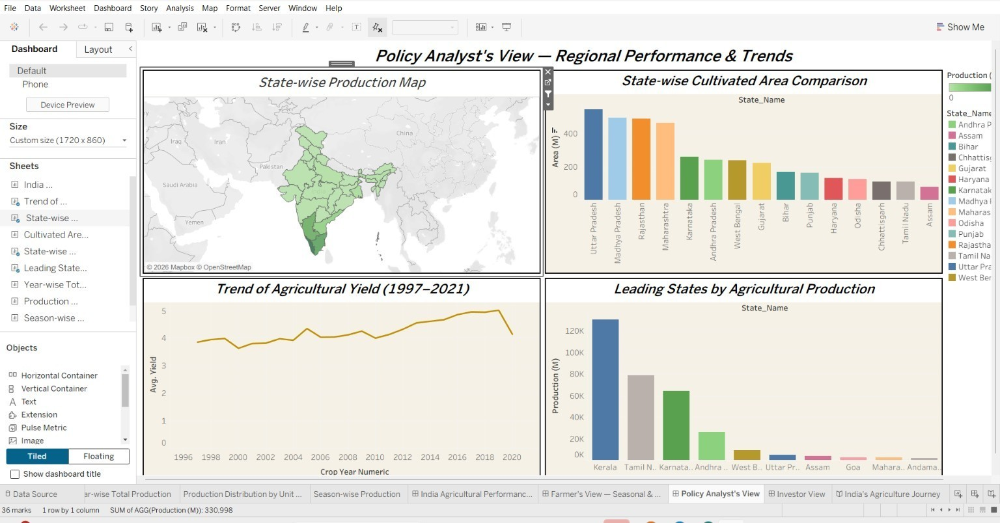 File Data Worksheet Dashboard Story Analysis Map Format Server Window Help
Show Me
Dashboard Layout
Default
Phone
Device Preview
Size
Custom size (1720 x 860)
Sheets
India ...
Trend of ...
State-wise ...
Cultivated Are...
State-wise ...
Leading State...
Year-wise Tot...
Production ...
Season-wise ...
Objects
Horizontal Container
Vertical Container
Text
Extension
Pulse Metric
Image
Tiled Floating
Show dashboard title
Policy Analyst's View — Regional Performance & Trends
State-wise Production Map
China
Iraq
Iran
Pakistan
Saudi Arabia
Yemen
© 2026 Mapbox © OpenStreetMap
State-wise Cultivated Area Comparison
State_Name
Area (M)
400
200
0
Uttar Pradesh
Madhya Pradesh
Rajasthan
Maharashtra
Karnataka
Andhra Pradesh
West Bengal
Gujarat
Bihar
Punjab
Haryana
Odisha
Chhattisgarh
Tamil Nadu
Assam
Production (
0
State_Name
Andhra P
Assam
Bihar
Chhattisg
Gujarat
Haryana
Karnatak
Madhya
Maharas
Odisha
Punjab
Rajastha
Tamil Na
Uttar Pra
West Ben
Trend of Agricultural Yield (1997–2021)
Avg. Yield
5
4
3
2
1
0
1996 1998 2000 2002 2004 2006 2008 2010 2012 2014 2016 2018 2020
Crop Year Numeric
Leading States by Agricultural Production
State_Name
Production (M)
120K
100K
80K
60K
40K
20K
0K
Kerala Tamil N.. Karnata.. Andhra .. West B.. Uttar Pr.. Assam Goa Mahara.. Andama..
Data Source ar-wise Total Production Production Distribution by Unit ... Season-wise Production India Agricultural Performanc... Farmer's View — Seasonal & ... Policy Analyst's View Investor View India's Agriculture Journey
36 marks 1 row by 1 column SUM of AGG(Production (M)): 330,998